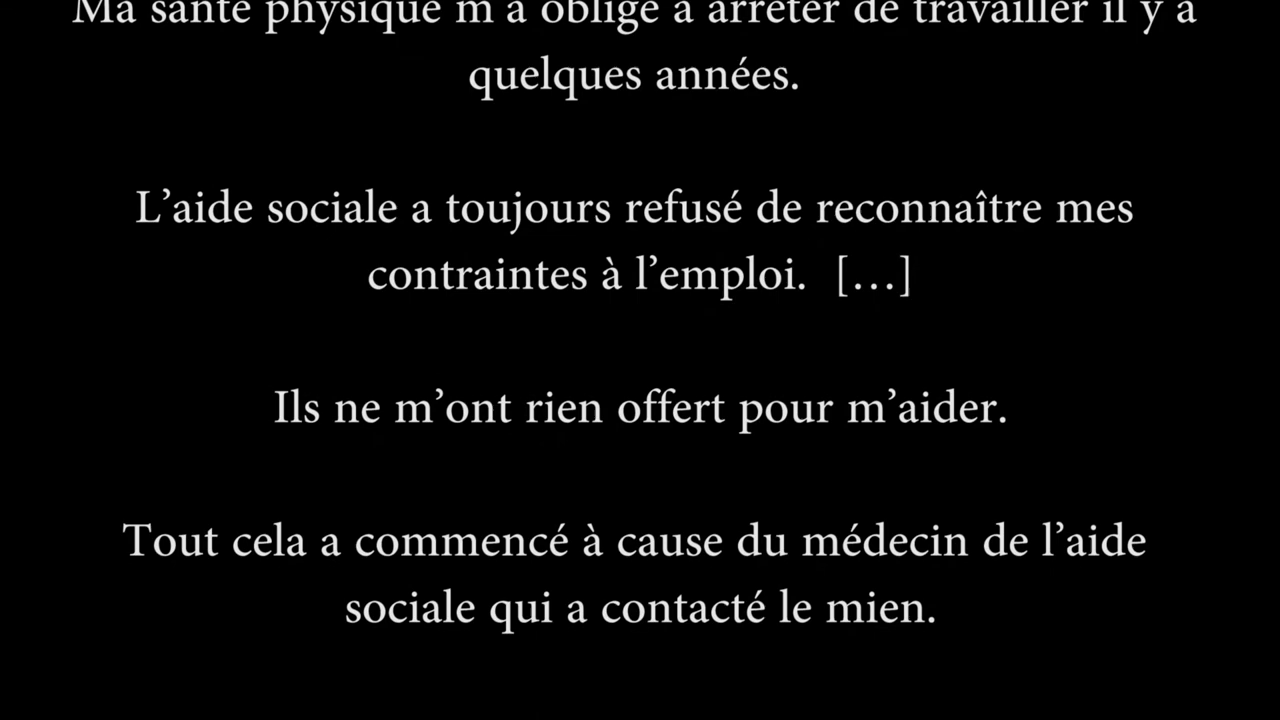 Ma santé physique m'a obligé à arrêter de travailler il y a
quelques années.
L’aide sociale a toujours refusé de reconnaître mes
contraintes à l’emploi. […]
Ils ne m’ont rien offert pour m’aider.
Tout cela a commencé à cause du médecin de l’aide
sociale qui a contacté le mien.